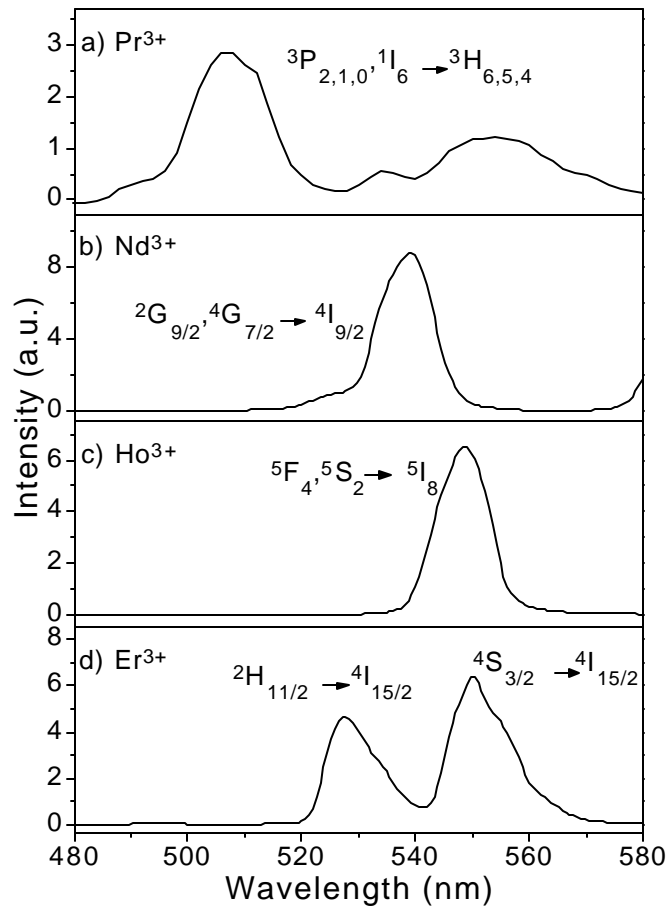 Intensity (a.u.)
a) Pr³⁺
³P₂,₁,₀,¹I₆ → ³H₆,₅,₄
3
2
1
0
b) Nd³⁺
²G₉/₂,⁴G₇/₂ → ⁴I₉/₂
8
4
0
c) Ho³⁺
⁵F₄,⁵S₂ → ⁵I₈
6
4
2
0
d) Er³⁺
²H₁₁/₂ → ⁴I₁₅/₂
⁴S₃/₂ → ⁴I₁₅/₂
8
6
4
2
0
480 500 520 540 560 580
Wavelength (nm)